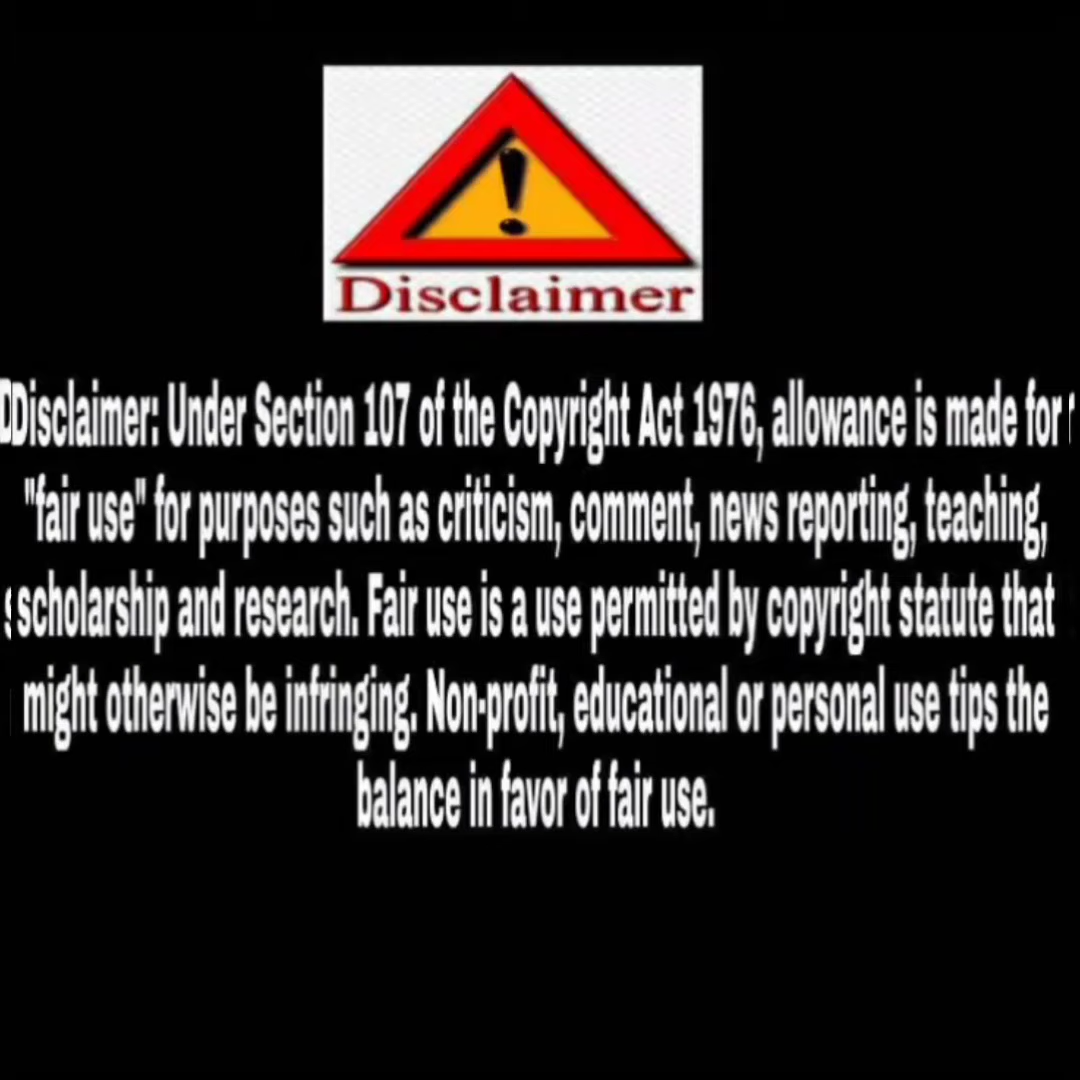 !
Disclaimer
Disclaimer: Under Section 107 of the Copyright Act 1976, allowance is made for
"fair use" for purposes such as criticism, comment, news reporting, teaching,
scholarship and research. Fair use is a use permitted by copyright statute that
might otherwise be infringing. Non-profit, educational or personal use tips the
balance in favor of fair use.